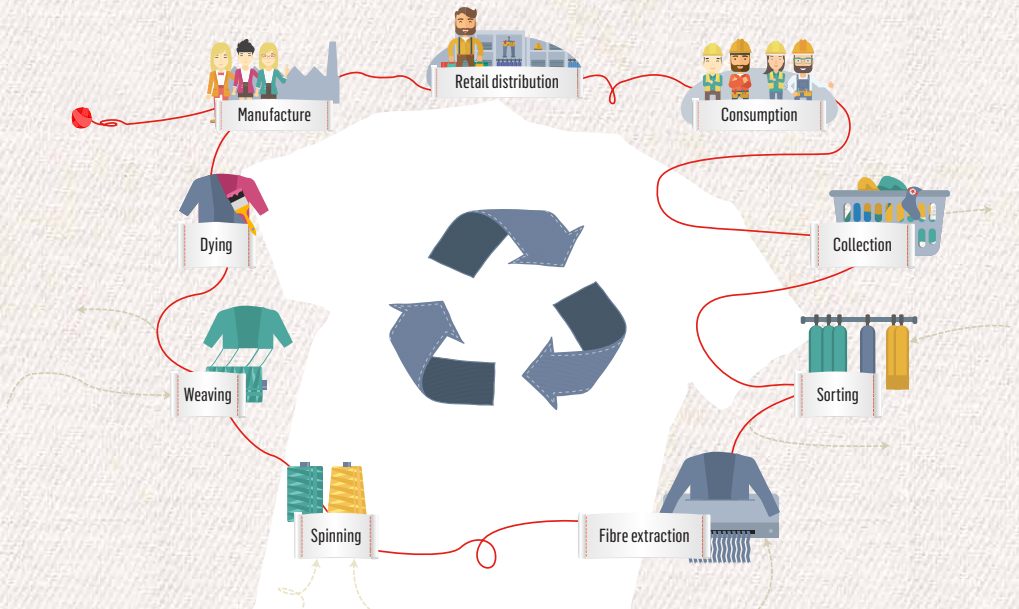 Retail distribution
Manufacture
Consumption
Dying
Collection
Weaving
Sorting
Spinning
Fibre extraction